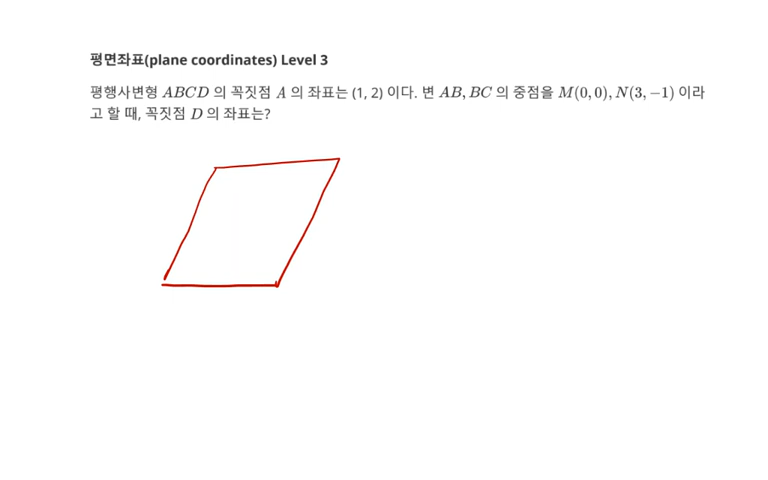 평면좌표(plane coordinates) Level 3
평행사변형 ABCD 의 꼭짓점 A 의 좌표는 (1, 2) 이다. 변 AB, BC 의 중점을 M(0, 0), N(3, −1) 이라
고 할 때, 꼭짓점 D 의 좌표는?